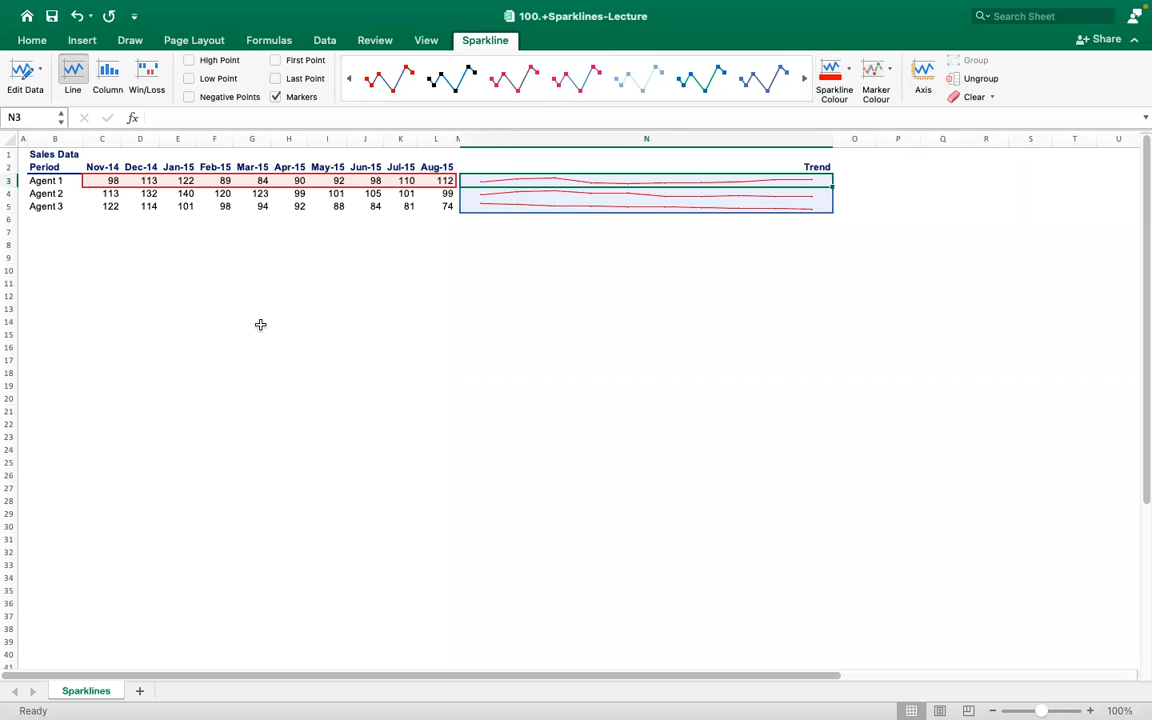 100.+Sparklines-Lecture
Search Sheet
Home Insert Draw Page Layout Formulas Data Review View Sparkline
Share
Edit Data Line Column Win/Loss
High Point First Point
Low Point Last Point
Negative Points Markers
Sparkline Colour
Marker Colour
Axis
Group
Ungroup
Clear
N3 fx
A B C D E F G H I J K L M N O P Q R S T U
1 Sales Data
2 Period Nov-14 Dec-14 Jan-15 Feb-15 Mar-15 Apr-15 May-15 Jun-15 Jul-15 Aug-15 Trend
3 Agent 1 98 113 122 89 84 90 92 98 110 112
4 Agent 2 113 132 140 120 123 99 101 105 101 99
5 Agent 3 122 114 101 98 94 92 88 84 81 74
6
7
8
9
10
11
12
13
14
15
16
17
18
19
20
21
22
23
24
25
26
27
28
29
30
31
32
33
34
35
36
37
38
39
40
41
Sparklines
Ready
100%